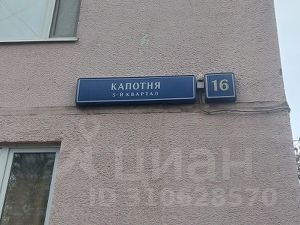 КАПОТНЯ
5-Й КВАРТАЛ
16
циан
ID 310628570